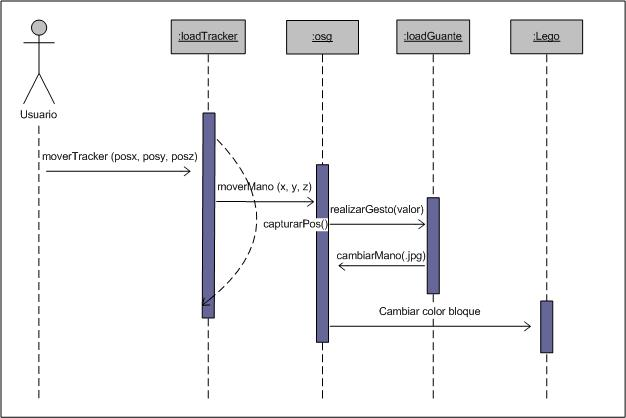 :loadTracker
:osg
:loadGuante
:Lego
Usuario
moverTracker (posx, posy, posz)
moverMano (x, y, z)
realizarGesto(valor)
capturarPos()
cambiarMano(.jpg)
Cambiar color bloque